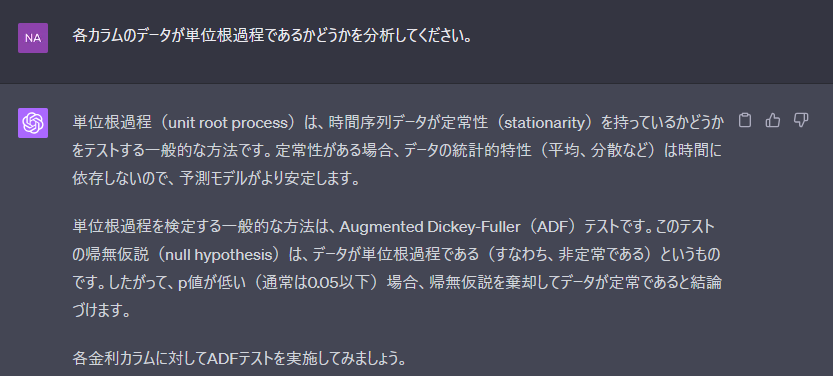 NA
各カラムのデータが単位根過程であるかどうかを分析してください。
単位根過程（unit root process）は、時間序列データが定常性（stationarity）を持っているかどうか
をテストする一般的な方法です。定常性がある場合、データの統計的特性（平均、分散など）は時間に
依存しないので、予測モデルがより安定します。
単位根過程を検定する一般的な方法は、Augmented Dickey-Fuller（ADF）テストです。このテスト
の帰無仮説（null hypothesis）は、データが単位根過程である（すなわち、非定常である）というもの
です。したがって、p値が低い（通常は0.05以下）場合、帰無仮説を棄却してデータが定常であると結論
づけます。
各金利カラムに対してADFテストを実施してみましょう。